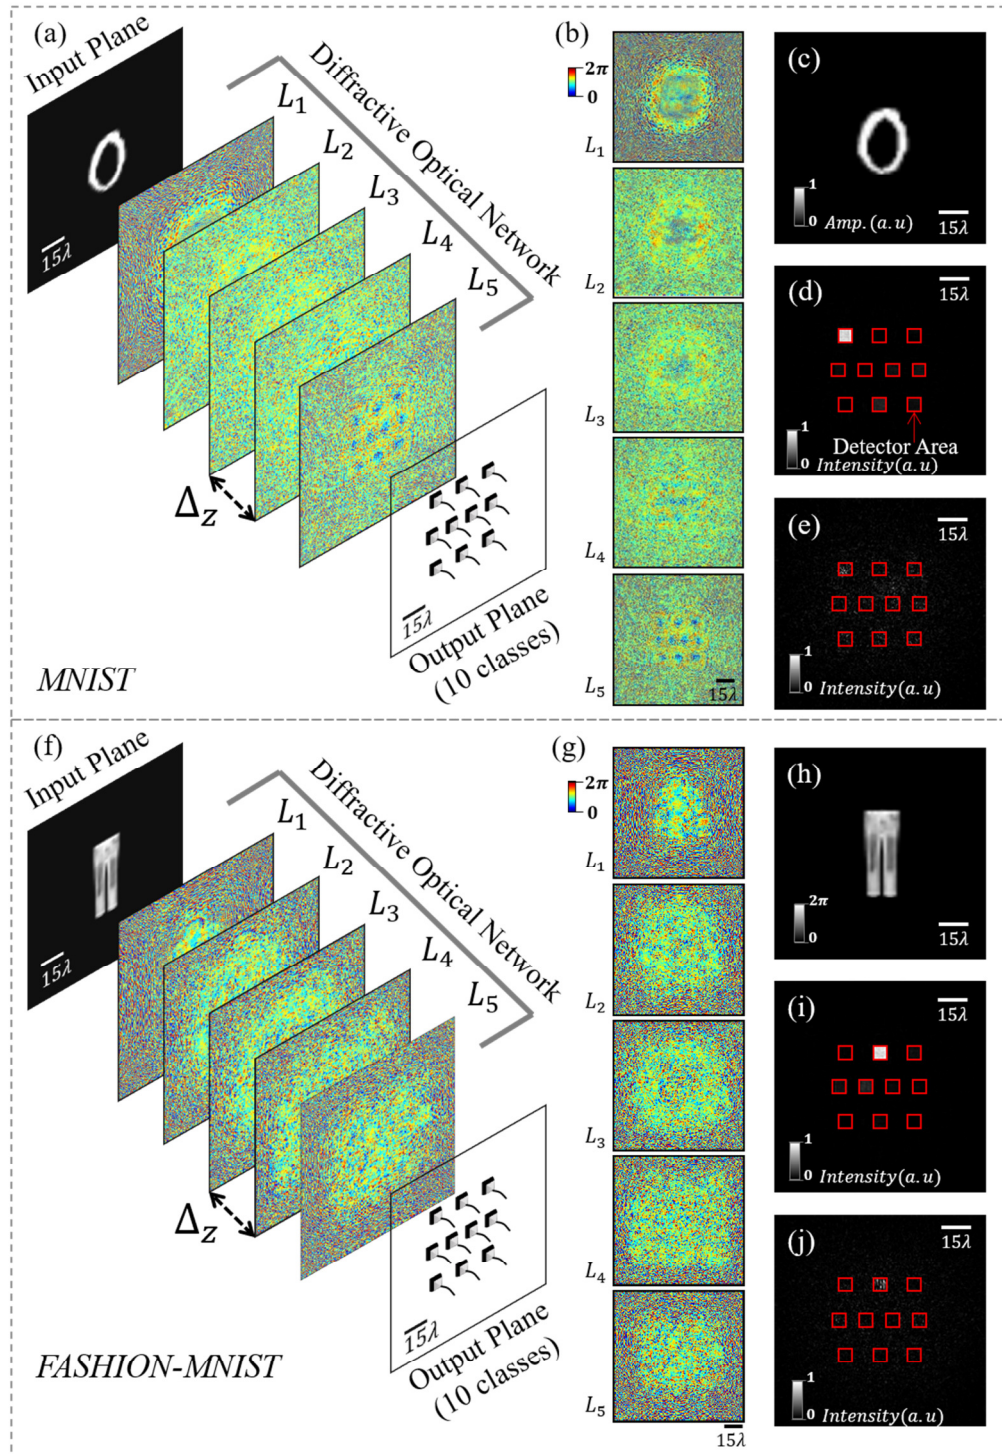 (a)
Input Plane
15λ
L1
L2
L3
L4
L5
Diffractive Optical Network
Δz
15λ
Output Plane
(10 classes)
MNIST
(b)
2π
0
L1
L2
L3
L4
L5
15λ
(c)
1
0
Amp.(a.u)
15λ
(d)
15λ
1
0
Detector Area
Intensity(a.u)
(e)
15λ
1
0
Intensity(a.u)
(f)
Input Plane
15λ
L1
L2
L3
L4
L5
Diffractive Optical Network
Δz
15λ
Output Plane
(10 classes)
FASHION-MNIST
(g)
2π
0
L1
L2
L3
L4
L5
15λ
(h)
2π
0
15λ
(i)
15λ
1
0
Intensity(a.u)
(j)
15λ
1
0
Intensity(a.u)